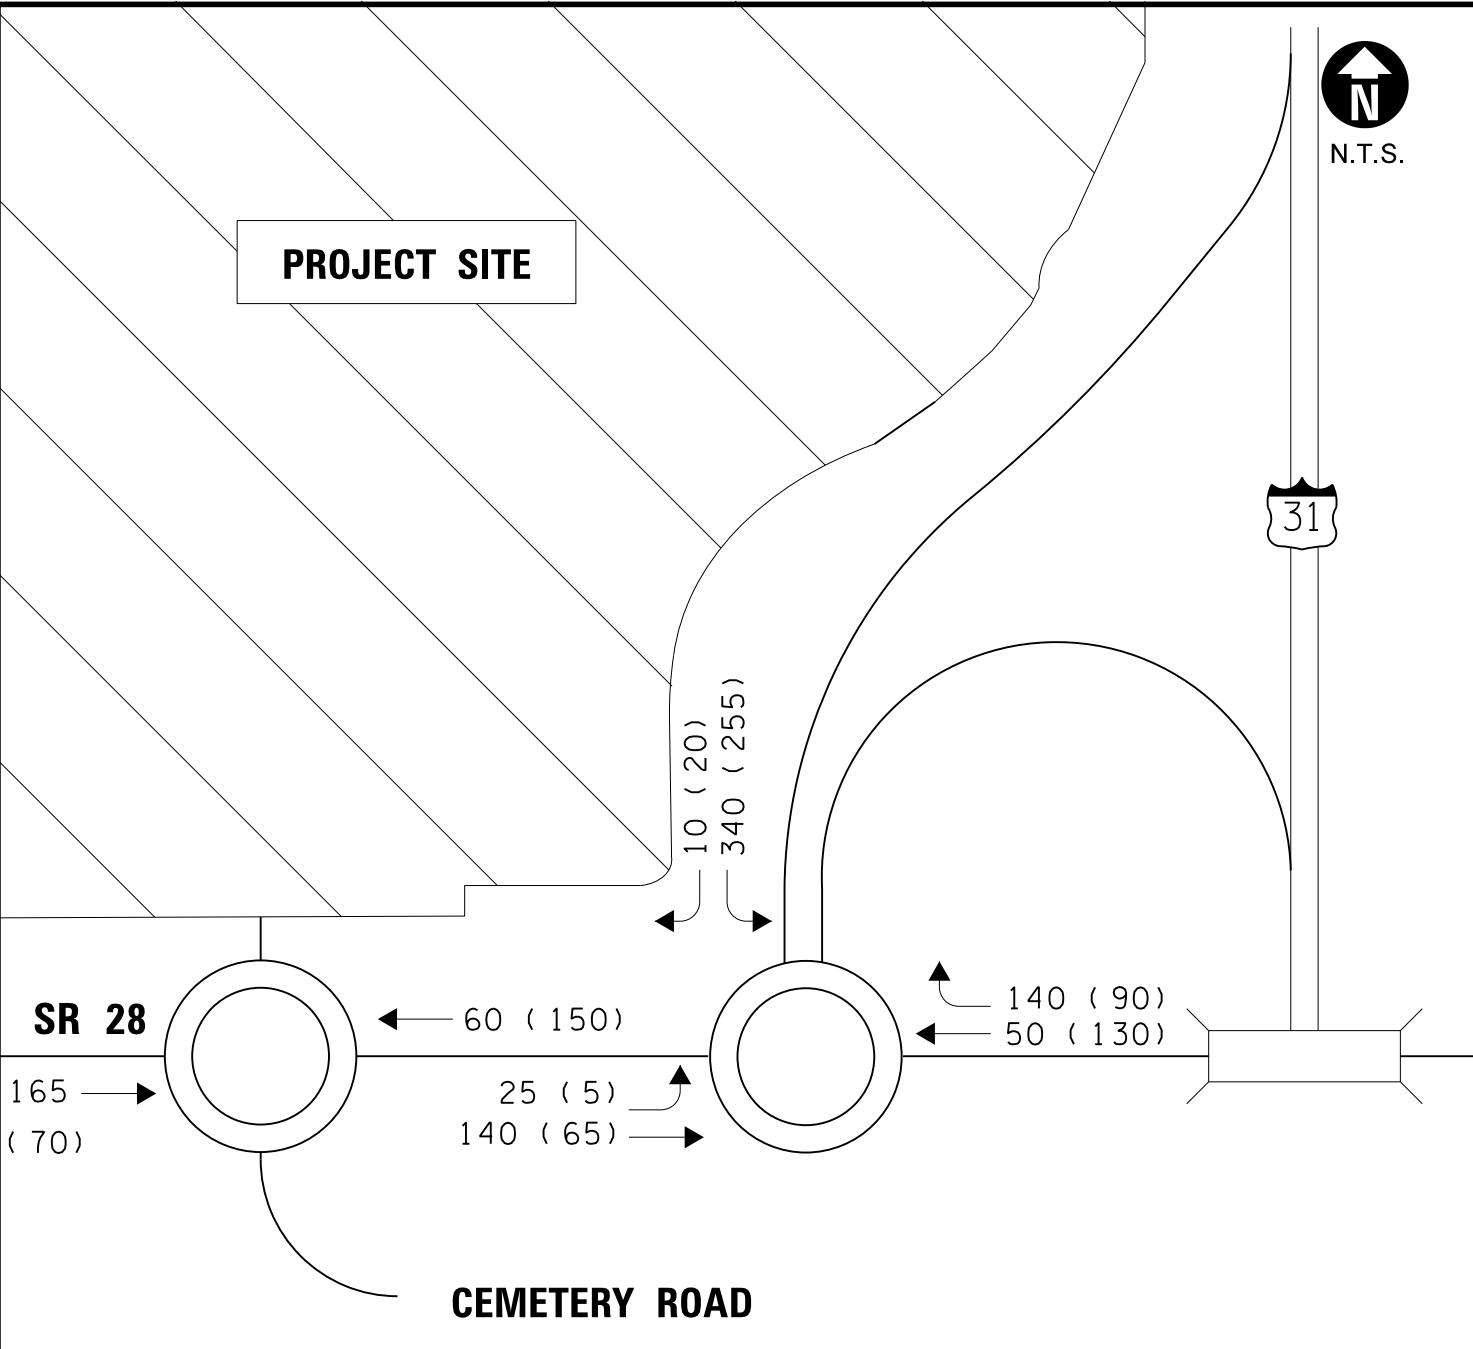 N
N.T.S.
PROJECT SITE
31
10 (20)
340 (255)
SR 28
60 (150)
140 (90)
50 (130)
165
(70)
25 (5)
140 (65)
CEMETERY ROAD